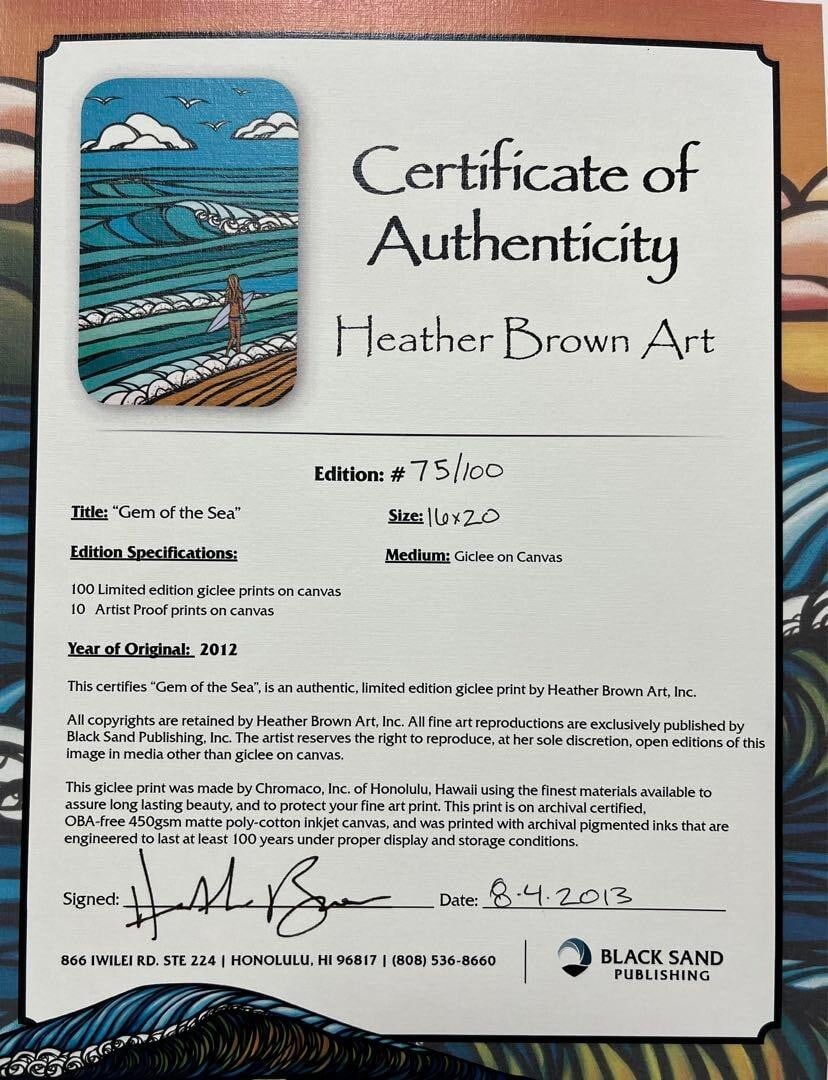 Certificate of
Authenticity
Heather Brown Art
Edition: # 75/100
Title: "Gem of the Sea"
Size: 16x20
Edition Specifications:
Medium: Giclee on Canvas
100 Limited edition giclee prints on canvas
10 Artist Proof prints on canvas
Year of Original: 2012
This certifies "Gem of the Sea", is an authentic, limited edition giclee print by Heather Brown Art, Inc.
All copyrights are retained by Heather Brown Art, Inc. All fine art reproductions are exclusively published by
Black Sand Publishing, Inc. The artist reserves the right to reproduce, at her sole discretion, open editions of this
image in media other than giclee on canvas.
This giclee print was made by Chromaco, Inc. of Honolulu, Hawaii using the finest materials available to
assure long lasting beauty, and to protect your fine art print. This print is on archival certified,
OBA-free 450gsm matte poly-cotton inkjet canvas, and was printed with archival pigmented inks that are
engineered to last at least 100 years under proper display and storage conditions.
Signed: Heather Brown Date: 8.4.2013
866 IWILEI RD. STE 224 | HONOLULU, HI 96817 | (808) 536-8660
BLACK SAND
PUBLISHING